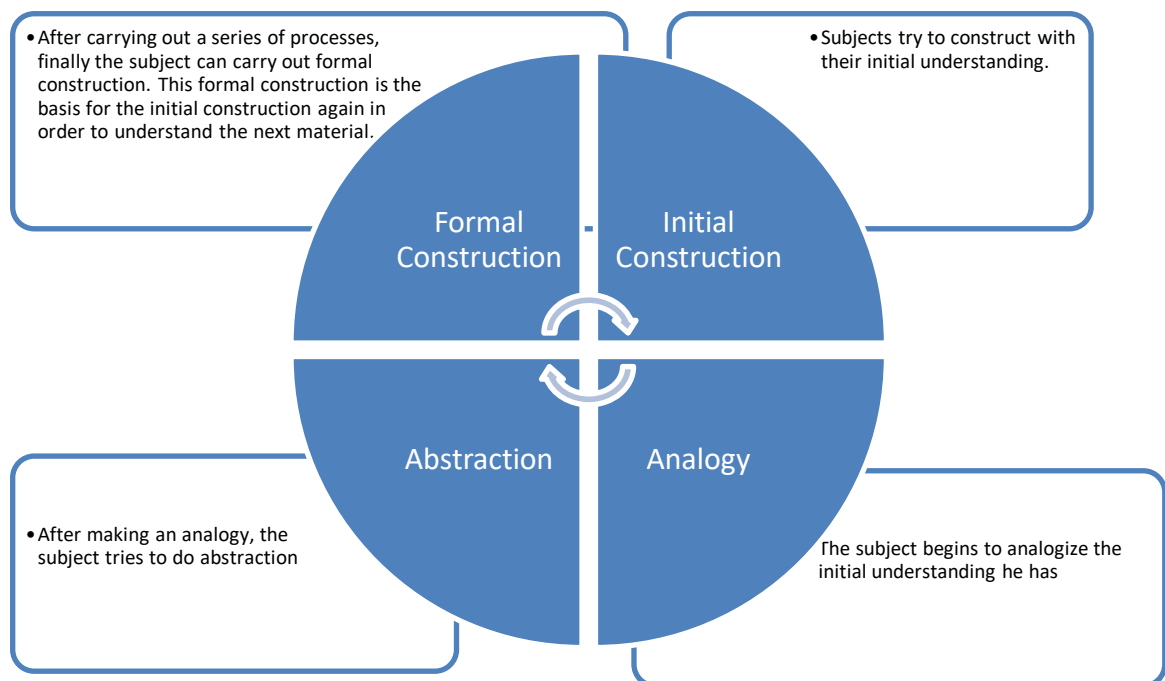 •After carrying out a series of processes,
finally the subject can carry out formal
construction. This formal construction is the
basis for the initial construction again in
order to understand the next material.
•Subjects try to construct with
their initial understanding.
Formal
Construction
Initial
Construction
Abstraction
Analogy
•After making an analogy, the
subject tries to do abstraction
The subject begins to analogize the
initial understanding he has